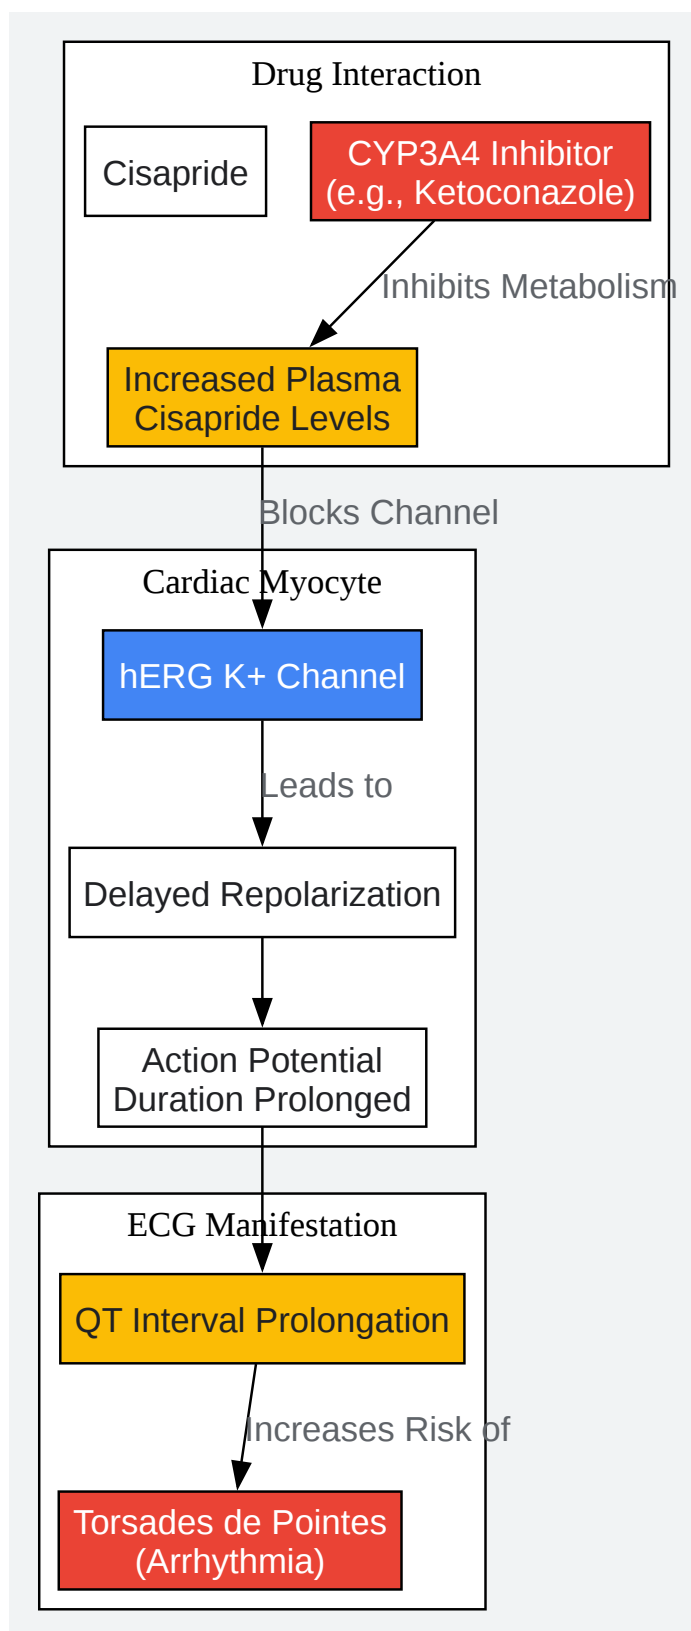 Drug Interaction
Cisapride
CYP3A4 Inhibitor
(e.g., Ketoconazole)
Inhibits Metabolism
Increased Plasma
Cisapride Levels
Blocks Channel
Cardiac Myocyte
hERG K+ Channel
Leads to
Delayed Repolarization
Action Potential
Duration Prolonged
ECG Manifestation
QT Interval Prolongation
Increases Risk of
Torsades de Pointes
(Arrhythmia)